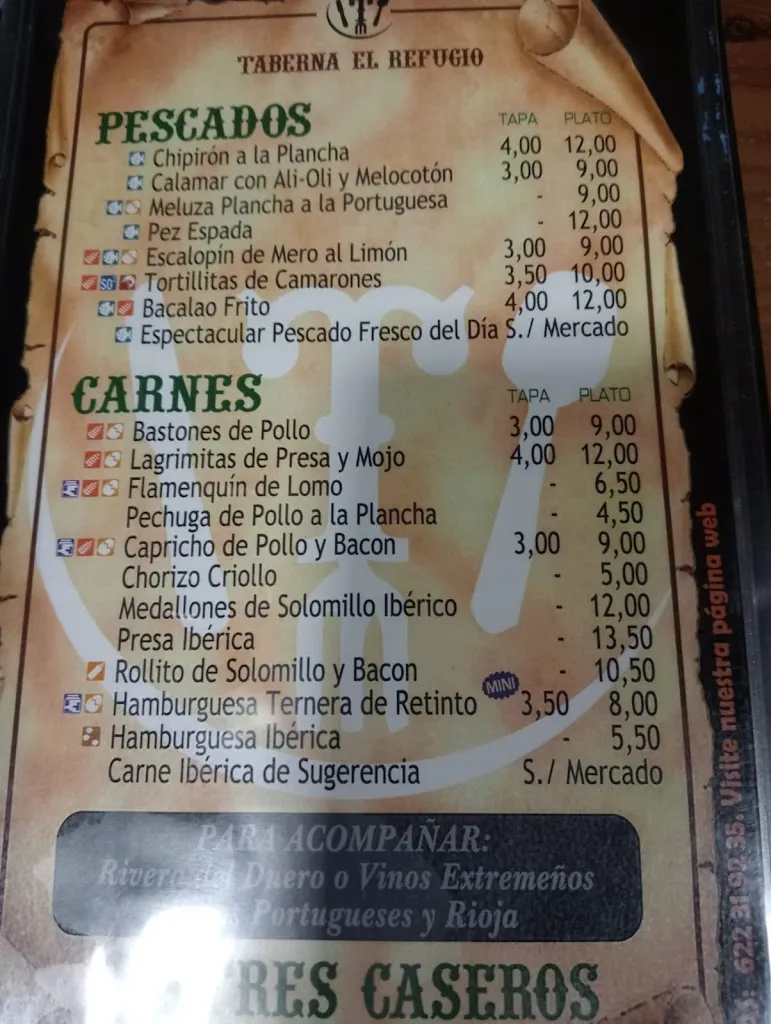 TABERNA EL REFUGIO
PESCADOS TAPA PLATO
Chipirón a la Plancha 4,00 12,00
Calamar con Ali-Oli y Melocotón 3,00 9,00
Meluza Plancha a la Portuguesa - 9,00
Pez Espada - 12,00
Escalopín de Mero al Limón 3,00 9,00
Tortillitas de Camarones 3,50 10,00
Bacalao Frito 4,00 12,00
Espectacular Pescado Fresco del Día S./ Mercado
CARNES TAPA PLATO
Bastones de Pollo 3,00 9,00
Lagrimitas de Presa y Mojo 4,00 12,00
Flamenquín de Lomo - 6,50
Pechuga de Pollo a la Plancha - 4,50
Capricho de Pollo y Bacon 3,00 9,00
Chorizo Criollo - 5,00
Medallones de Solomillo Ibérico - 12,00
Presa Ibérica - 13,50
Rollito de Solomillo y Bacon - 10,50
Hamburguesa Ternera de Retinto MINI 3,50 8,00
Hamburguesa Ibérica - 5,50
Carne Ibérica de Sugerencia S./ Mercado
PARA ACOMPAÑAR:
Rivera del Duero o Vinos Extremeños
Portugueses y Rioja
CASEROS
622 31 92 35. Visite nuestra página web